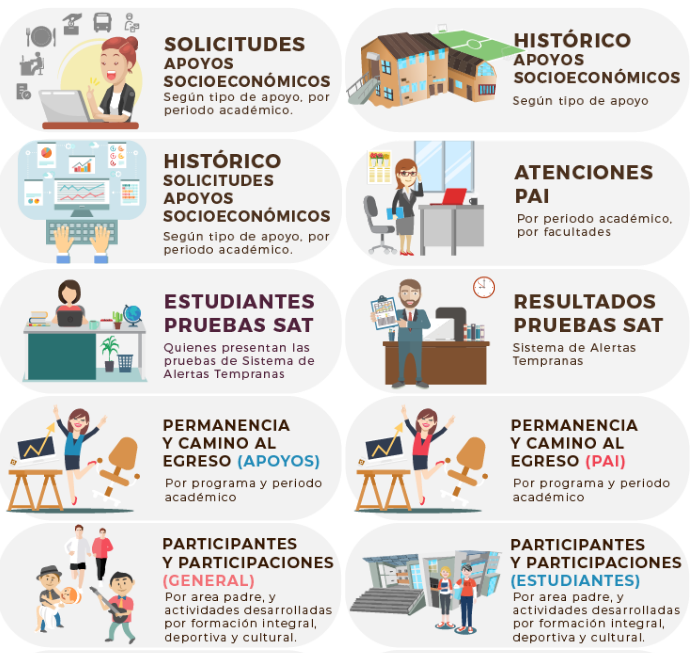 SOLICITUDES
APOYOS
SOCIOECONÓMICOS
Según tipo de apoyo, por
periodo académico.
HISTÓRICO
APOYOS
SOCIOECONÓMICOS
Según tipo de apoyo
HISTÓRICO
SOLICITUDES
APOYOS
SOCIOECONÓMICOS
Según tipo de apoyo, por
periodo académico.
ATENCIONES
PAI
Por periodo académico,
por facultades
ESTUDIANTES
PRUEBAS SAT
Quienes presentan las
pruebas de Sistema de
Alertas Tempranas
RESULTADOS
PRUEBAS SAT
Sistema de Alertas
Tempranas
PERMANENCIA
Y CAMINO AL
EGRESO (APOYOS)
Por programa y periodo
académico
PERMANENCIA
Y CAMINO AL
EGRESO (PAI)
Por programa y periodo
académico
PARTICIPANTES
Y PARTICIPACIONES
(GENERAL)
Por area padre, y
actividades desarrolladas
por formación integral,
deportiva y cultural.
PARTICIPANTES
Y PARTICIPACIONES
(ESTUDIANTES)
Por area padre, y
actividades desarrolladas
por formación integral,
deportiva y cultural.